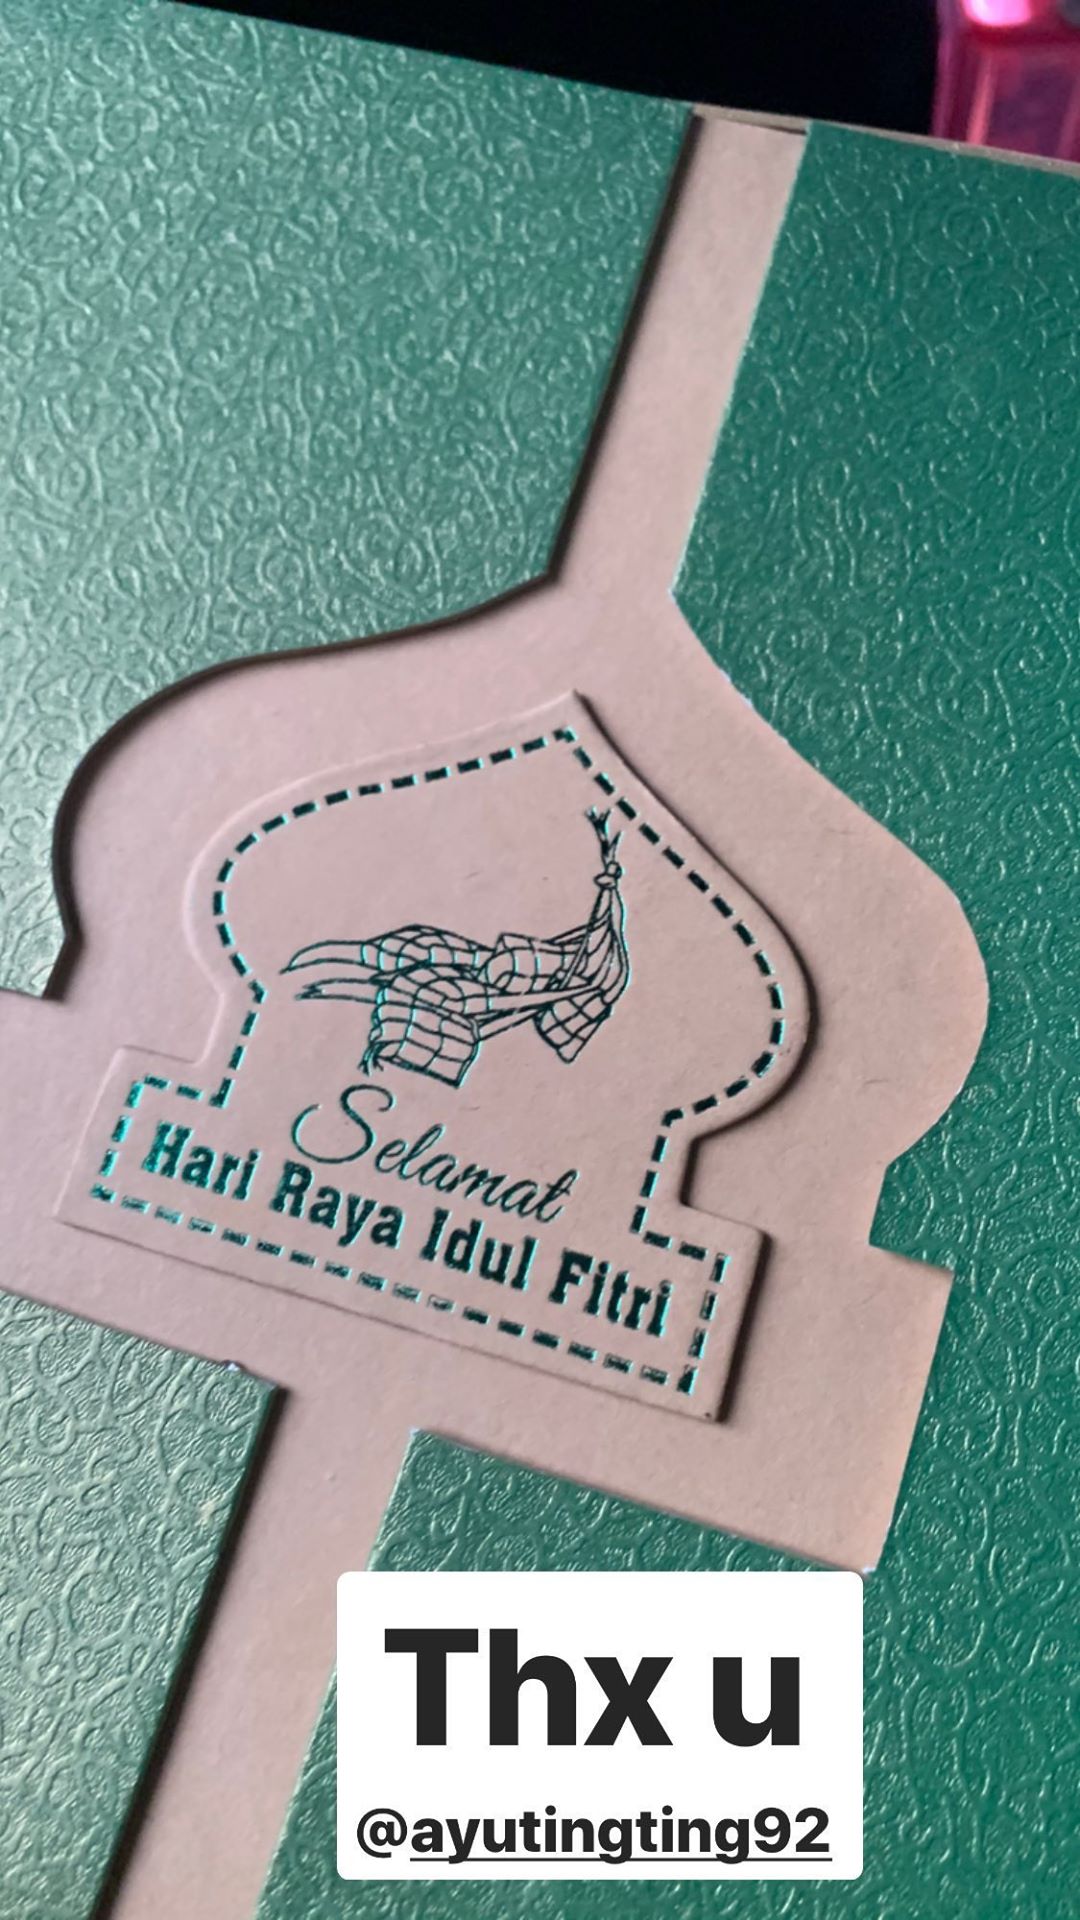 Selamat
Hari Raya Idul Fitri
Thx u
@ayutingting92